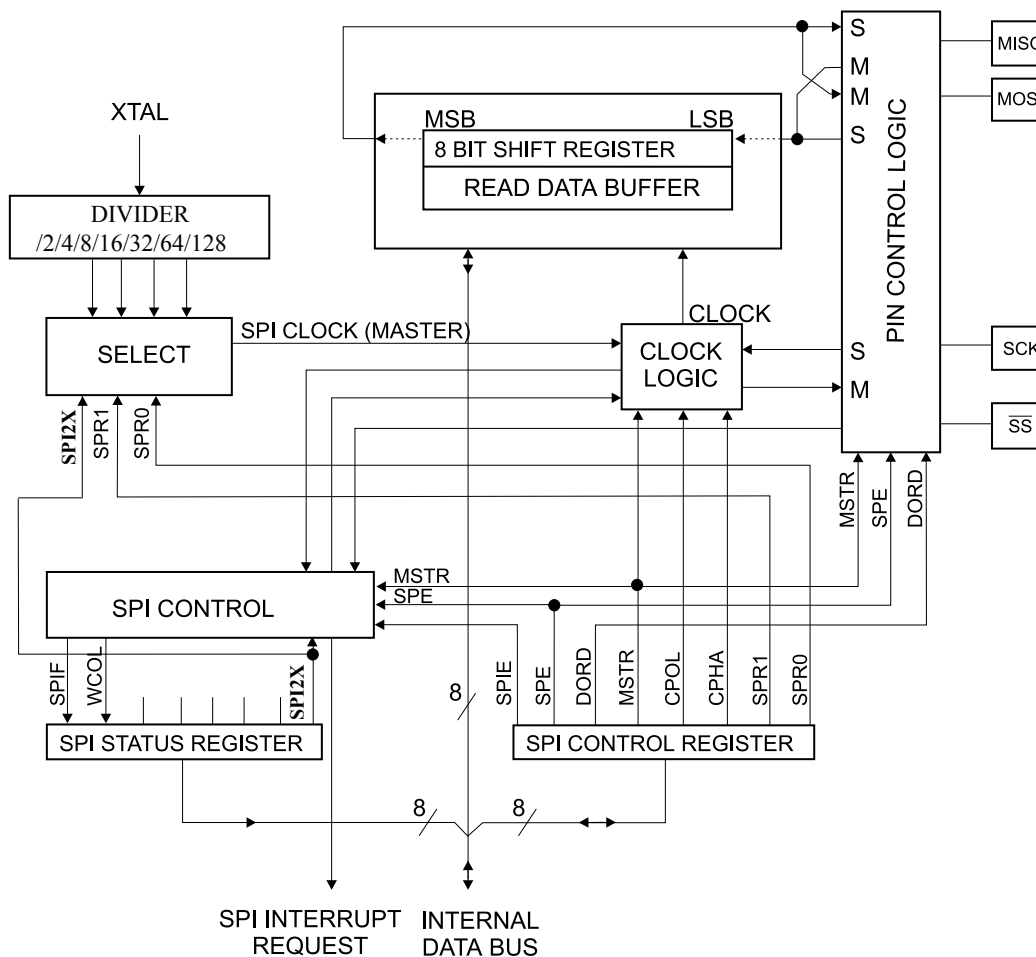 S
MISO
M
M
MOS
S
XTAL
MSB
LSB
8 BIT SHIFT REGISTER
READ DATA BUFFER
PIN CONTROL LOGIC
DIVIDER
/2/4/8/16/32/64/128
SPI CLOCK (MASTER)
CLOCK
SELECT
CLOCK
LOGIC
S
M
SCK
SS
SPI2X
SPR1
SPR0
MSTR
SPE
DORD
MSTR
SPE
SPI CONTROL
SPIF
WCOL
SPI2X
8
SPIE
SPE
DORD
MSTR
CPOL
CPHA
SPR1
SPR0
SPI STATUS REGISTER
SPI CONTROL REGISTER
8
8
SPI INTERRUPT
REQUEST
INTERNAL
DATA BUS